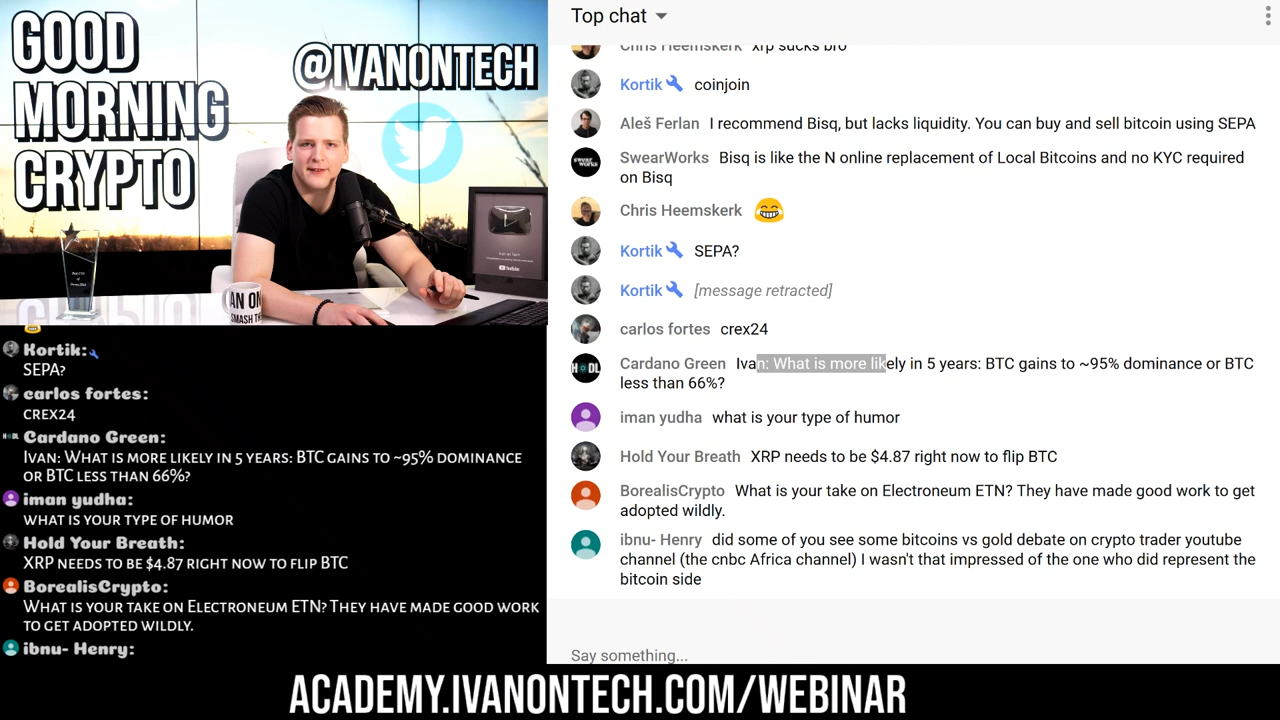 GOOD
MORNING
CRYPTO
@IVANONTECH
AN ON
SMASH TH
YouTube
Kortik:
SEPA?
carlos fortes:
CREX24
Cardano Green:
IVAN: WHAT IS MORE LIKELY IN 5 YEARS: BTC GAINS TO ~95% DOMINANCE
OR BTC LESS THAN 66%?
iman yudha:
WHAT IS YOUR TYPE OF HUMOR
Hold Your Breath:
XRP NEEDS TO BE $4.87 RIGHT NOW TO FLIP BTC
BorealisCrypto:
WHAT IS YOUR TAKE ON ELECTRONEUM ETN? THEY HAVE MADE GOOD WORK
TO GET ADOPTED WILDLY.
ibnu- Henry:
Top chat
Chris Heemskerk xrp sucks bro
Kortik coinjoin
Aleš Ferlan I recommend Bisq, but lacks liquidity. You can buy and sell bitcoin using SEPA
SWEAR WORKS
SwearWorks Bisq is like the N online replacement of Local Bitcoins and no KYC required
on Bisq
Chris Heemskerk 😂
Kortik SEPA?
Kortik [message retracted]
carlos fortes crex24
HODL
Cardano Green Ivan: What is more likely in 5 years: BTC gains to ~95% dominance or BTC
less than 66%?
iman yudha what is your type of humor
Hold Your Breath XRP needs to be $4.87 right now to flip BTC
BorealisCrypto What is your take on Electroneum ETN? They have made good work to get
adopted wildly.
ibnu- Henry did some of you see some bitcoins vs gold debate on crypto trader youtube
channel (the cnbc Africa channel) I wasn't that impressed of the one who did represent the
bitcoin side
Say something...
ACADEMY.IVANONTECH.COM/WEBINAR